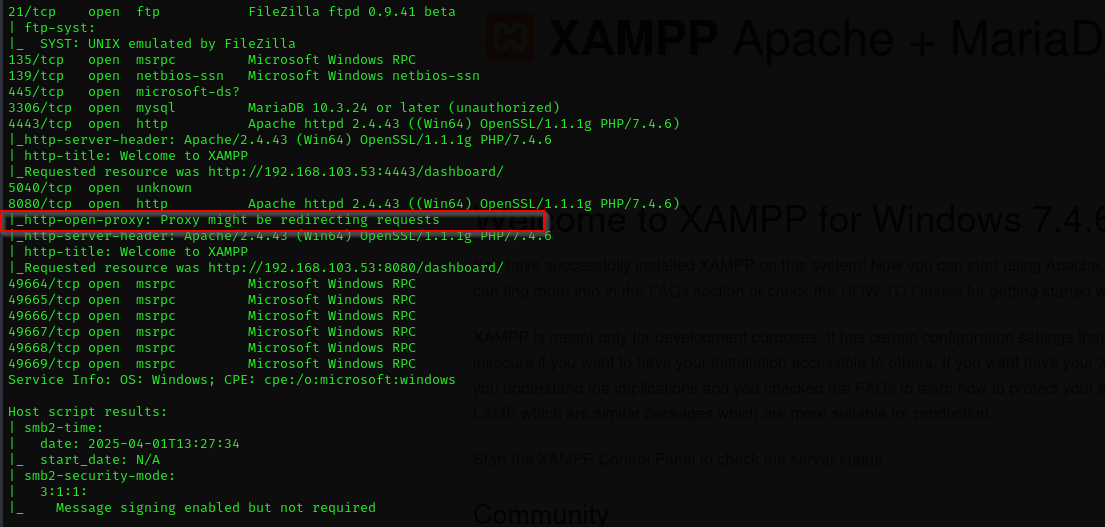 21/tcp    open  ftp           FileZilla ftpd 0.9.41 beta
| ftp-syst:
|_  SYST: UNIX emulated by FileZilla
135/tcp   open  msrpc         Microsoft Windows RPC
139/tcp   open  netbios-ssn   Microsoft Windows netbios-ssn
445/tcp   open  microsoft-ds?
3306/tcp  open  mysql         MariaDB 10.3.24 or later (unauthorized)
4443/tcp  open  http          Apache httpd 2.4.43 ((Win64) OpenSSL/1.1.1g PHP/7.4.6)
|_http-server-header: Apache/2.4.43 (Win64) OpenSSL/1.1.1g PHP/7.4.6
| http-title: Welcome to XAMPP
|_Requested resource was http://192.168.103.53:4443/dashboard/
5040/tcp  open  unknown
8080/tcp  open  http          Apache httpd 2.4.43 ((Win64) OpenSSL/1.1.1g PHP/7.4.6)
|_http-open-proxy: Proxy might be redirecting requests
|_http-server-header: Apache/2.4.43 (Win64) OpenSSL/1.1.1g PHP/7.4.6
| http-title: Welcome to XAMPP
|_Requested resource was http://192.168.103.53:8080/dashboard/
49664/tcp open  msrpc         Microsoft Windows RPC
49665/tcp open  msrpc         Microsoft Windows RPC
49666/tcp open  msrpc         Microsoft Windows RPC
49667/tcp open  msrpc         Microsoft Windows RPC
49668/tcp open  msrpc         Microsoft Windows RPC
49669/tcp open  msrpc         Microsoft Windows RPC
Service Info: OS: Windows; CPE: cpe:/o:microsoft:windows
Host script results:
| smb2-time:
|   date: 2025-04-01T13:27:34
|_  start_date: N/A
| smb2-security-mode:
|   3:1:1:
|_    Message signing enabled but not required
XAMPP Apache + MariaD
come to XAMPP for Windows 7.4.6
have successfully installed XAMPP on this system! Now you can start using Apache,
can find more info in the FAQs section or check the HOW-TO Guides for getting started w
XAMPP is meant only for development purposes. It has certain configuration settings that
insecure if you want to have your installation accessible to others. If you want have your X
you understand the implications and you checked the FAQs to learn how to protect your s
LAMP which are similar packages which are more suitable for production.
Start the XAMPP Control Panel to check the server status.
Community